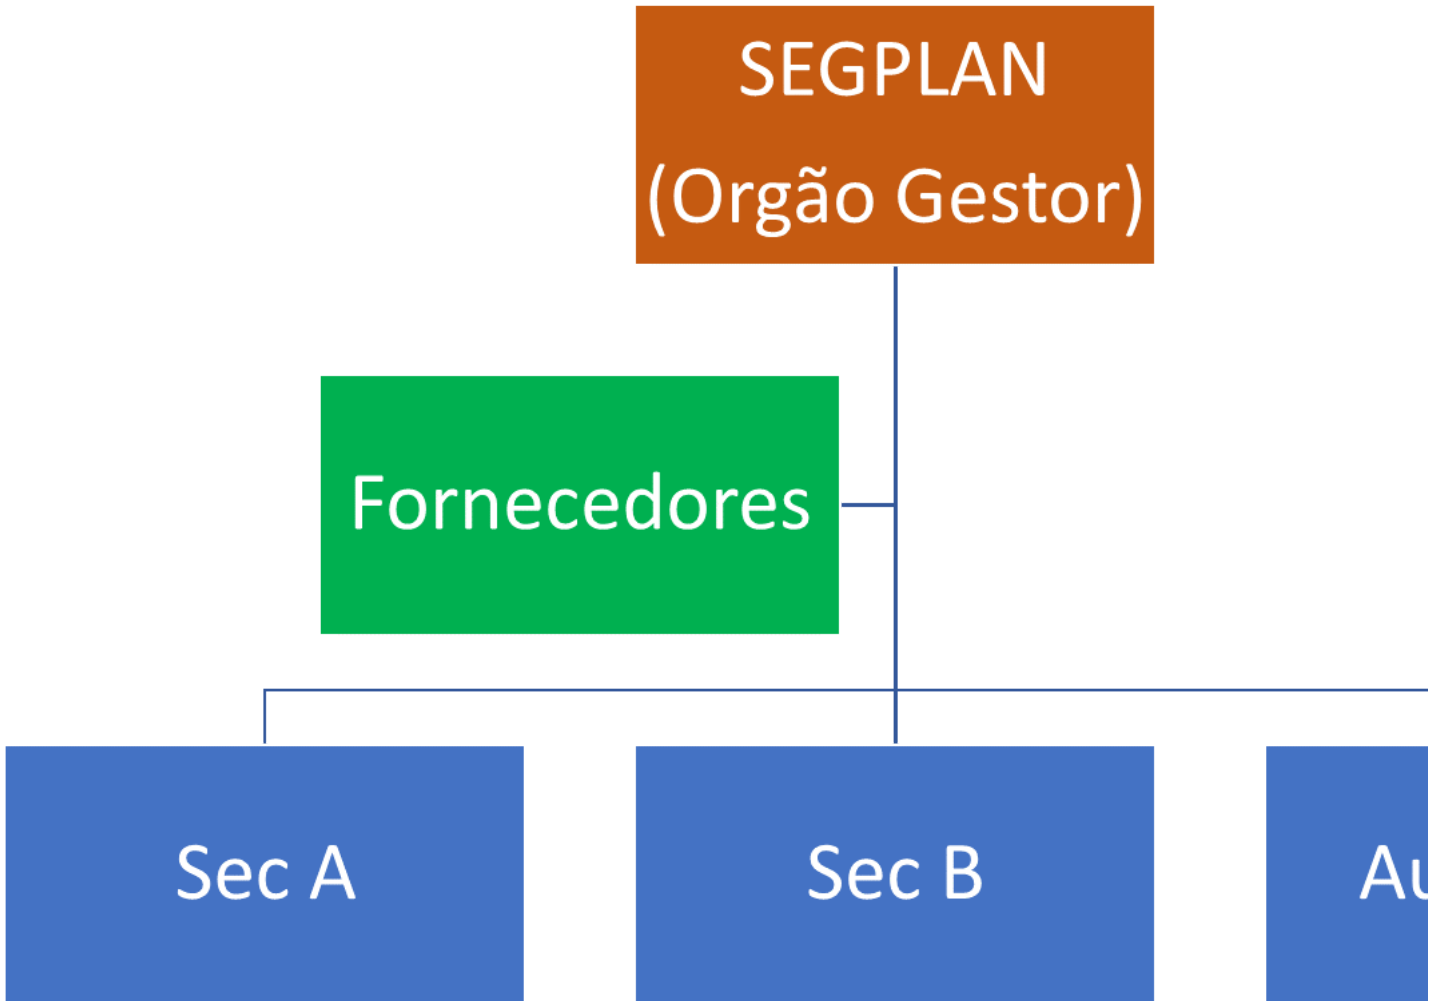 SEGPLAN
(Orgão Gestor)
Fornecedores
Sec A
Sec B